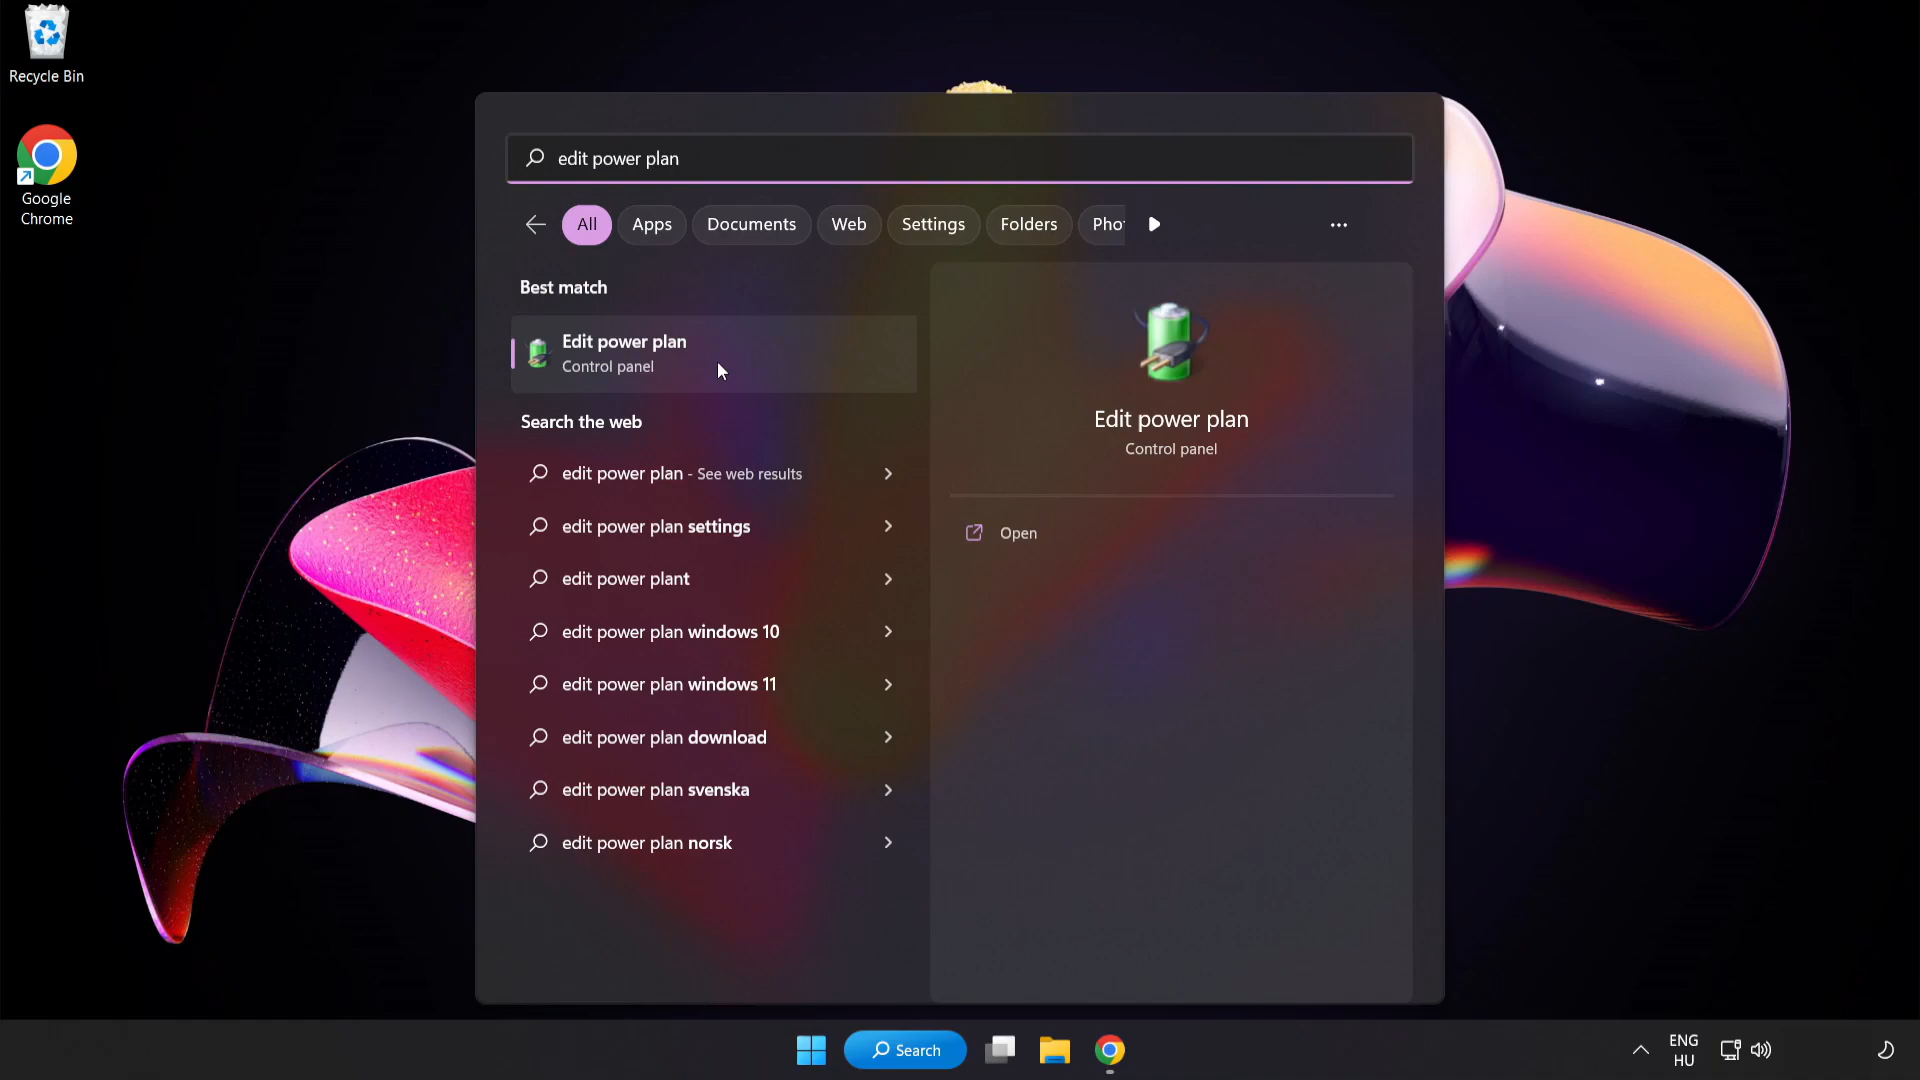 Recycle Bin
Google
Chrome
edit power plan
All
Apps
Documents
Web
Settings
Folders
Best match
Edit power plan
Control panel
Search the web
edit power plan - See web results
edit power plan settings
edit power plant
edit power plan windows 10
edit power plan windows 11
edit power plan download
edit power plan svenska
edit power plan norsk
Edit power plan
Control panel
Open
Search
ENG
HU